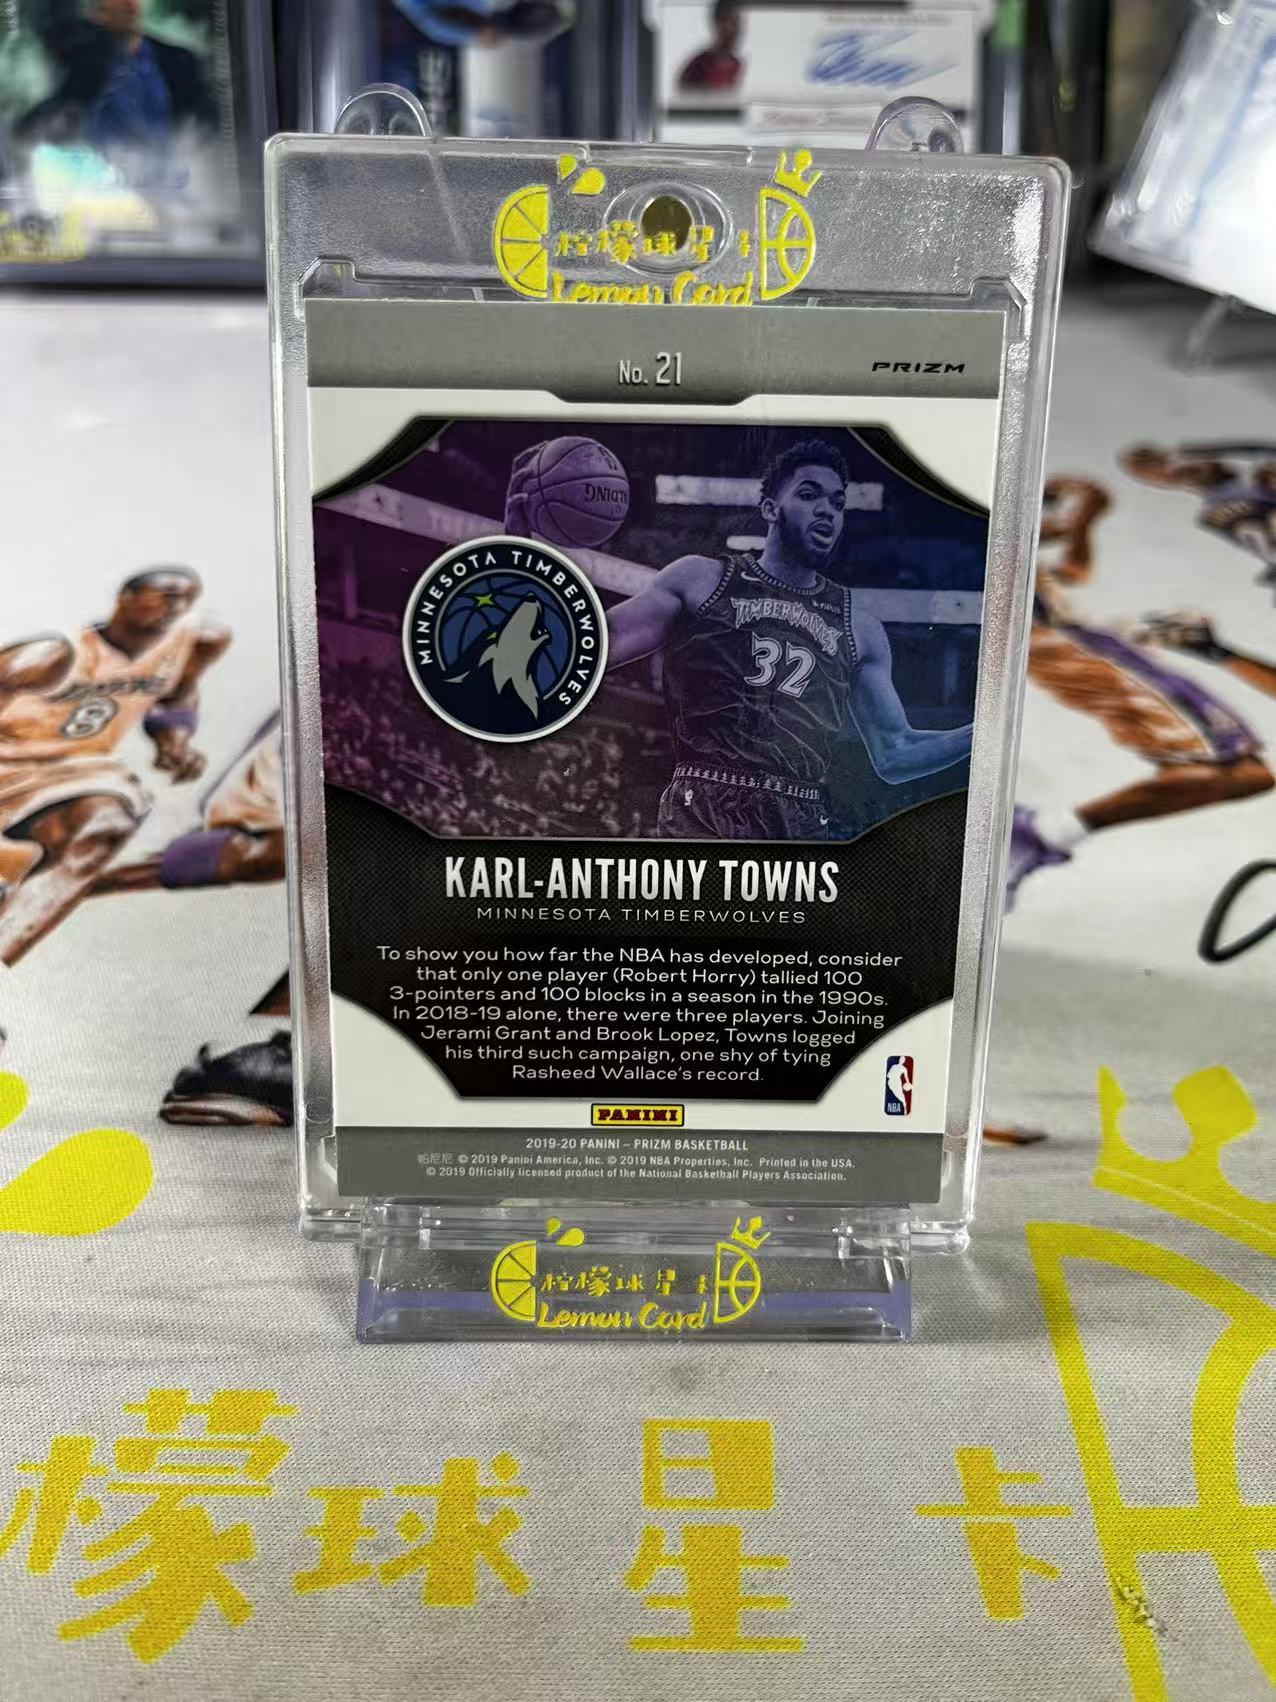 柠檬球星卡
Lemon Card
No. 21
PRIZM
SPALDING
MINNESOTA TIMBERWOLVES
TIMBERWOLVES
32
KARL-ANTHONY TOWNS
MINNESOTA TIMBERWOLVES
To show you how far the NBA has developed, consider
that only one player (Robert Horry) tallied 100
3-pointers and 100 blocks in a season in the 1990s.
In 2018-19 alone, there were three players. Joining
Jerami Grant and Brook Lopez, Towns logged
his third such campaign, one shy of tying
Rasheed Wallace's record.
NBA
PANINI
2019-20 PANINI – PRIZM BASKETBALL
帕尼尼 © 2019 Panini America, Inc. © 2019 NBA Properties, Inc. Printed in the USA.
© 2019 Officially licensed product of the National Basketball Players Association.
柠檬球星卡
Lemon Card
檬球星卡
8